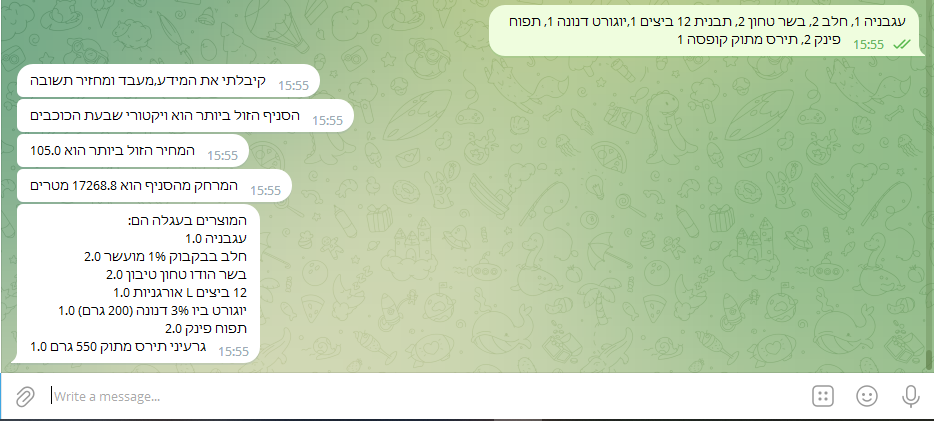 עגבניה 1, חלב 2, בשר טחון 2, תבנית 12 ביצים 1,יוגורט דנונה 1, תפוח
פינק 2, תירס מתוק קופסה 1
15:55
קיבלתי את המידע,מעבד ומחזיר תשובה
15:55
הסניף הזול ביותר הוא ויקטורי שבעת הכוכבים
15:55
המחיר הזול ביותר הוא 105.0
15:55
המרחק מהסניף הוא 17268.8 מטרים
15:55
המוצרים בעגלה הם:
עגבניה 1.0
חלב בבקבוק 1% מועשר 2.0
בשר הודו טחון טיבון 2.0
12 ביצים L אורגניות 1.0
יוגורט ביו 3% דנונה (200 גרם) 1.0
תפוח פינק 2.0
גרעיני תירס מתוק 550 גרם 1.0
15:55
Write a message...